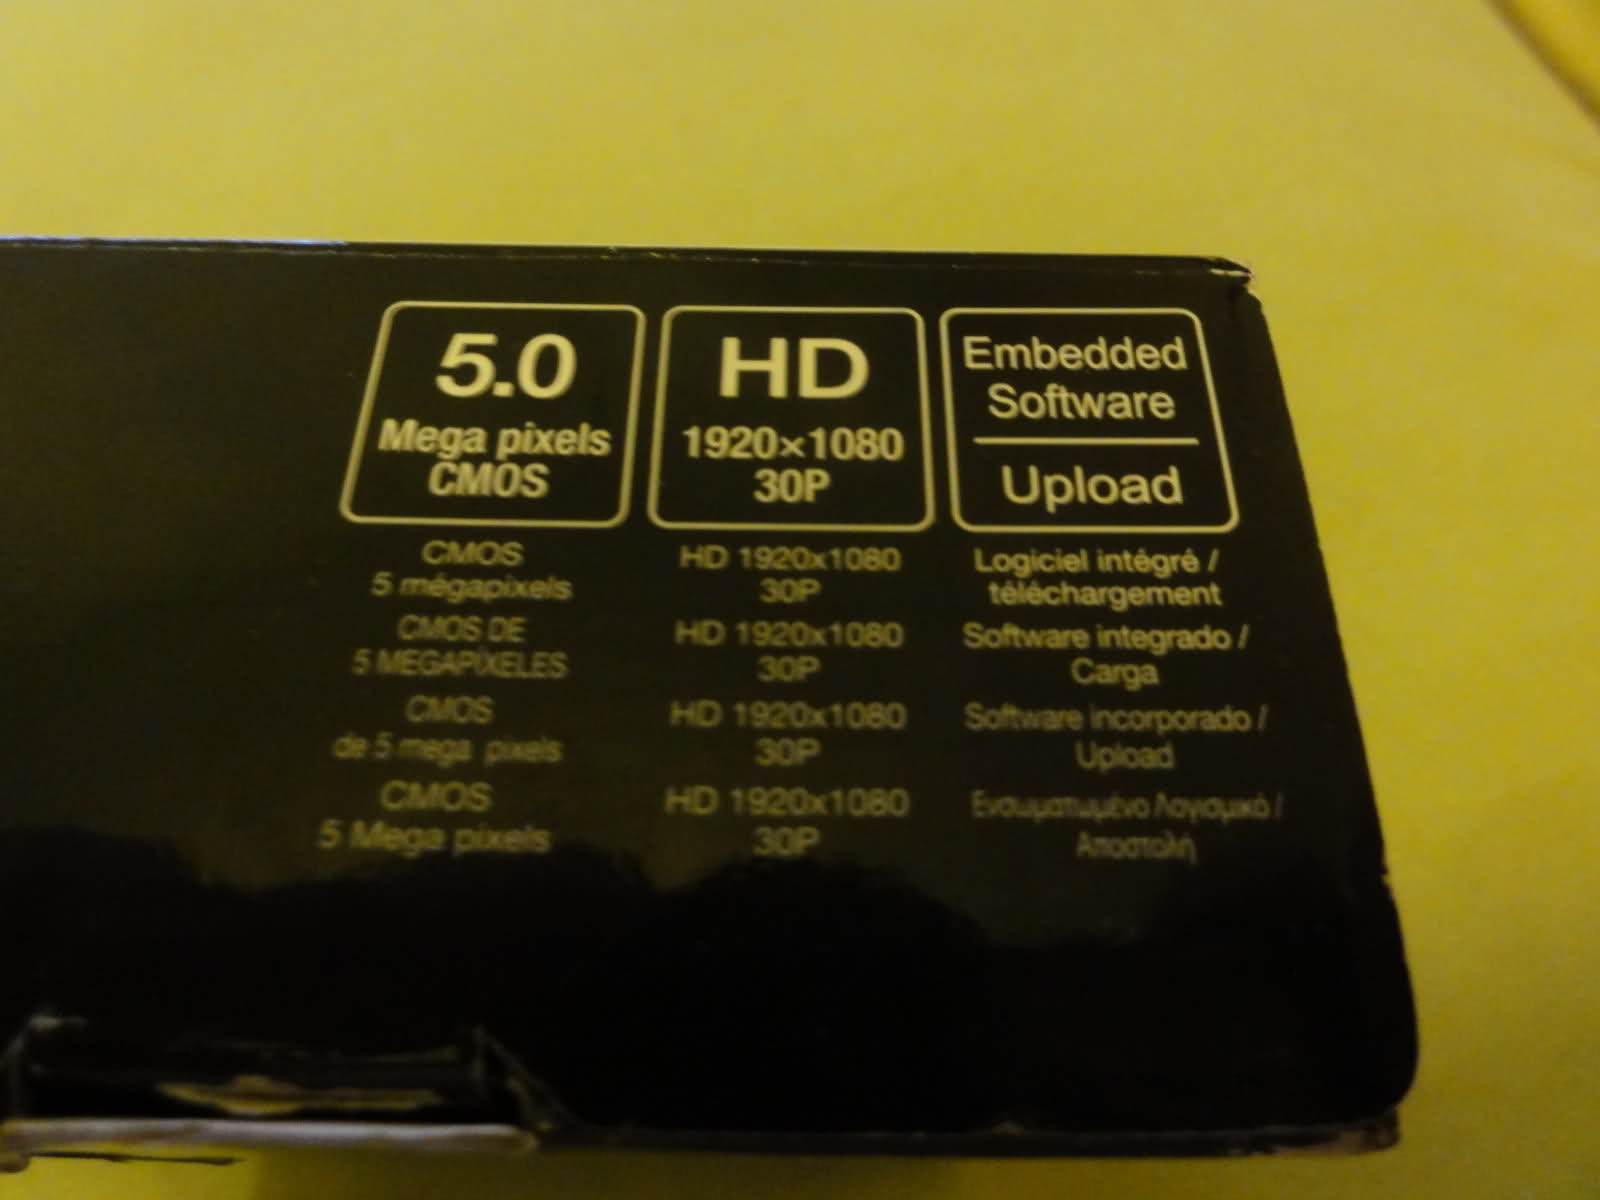 5.0
Mega pixels
CMOS
HD
1920×1080
30P
Embedded
Software
Upload
CMOS
5 mégapixels
HD 1920x1080
30P
Logiciel intégré /
téléchargement
CMOS DE
5 MEGAPÍXELES
HD 1920x1080
30P
Software integrado /
Carga
CMOS
de 5 mega pixels
HD 1920x1080
30P
Software incorporado /
Upload
CMOS
5 Mega pixels
HD 1920x1080
30P
Ενσωματωμένο Λογισμικό /
Αποστολή